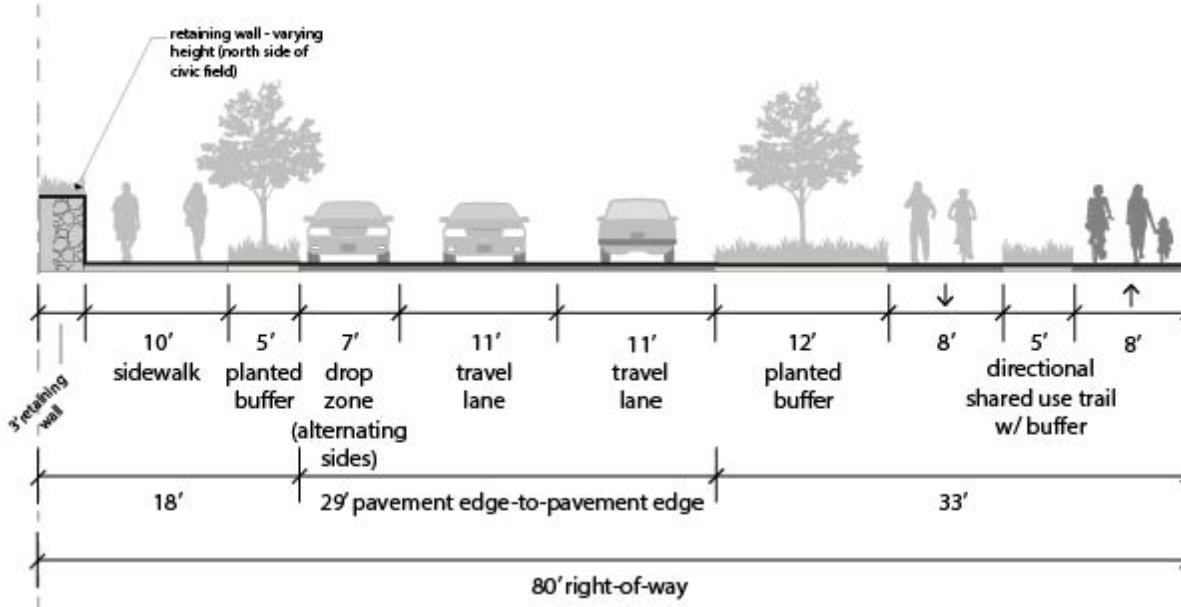 retaining wall - varying
height (north side of
civic field)
3' retaining
wall
10'
sidewalk
5'
planted
buffer
7'
drop
zone
(alternating
sides)
11'
travel
lane
11'
travel
lane
12'
planted
buffer
8'
5'
directional
shared use trail
w/ buffer
8'
18'
29' pavement edge-to-pavement edge
33'
80' right-of-way